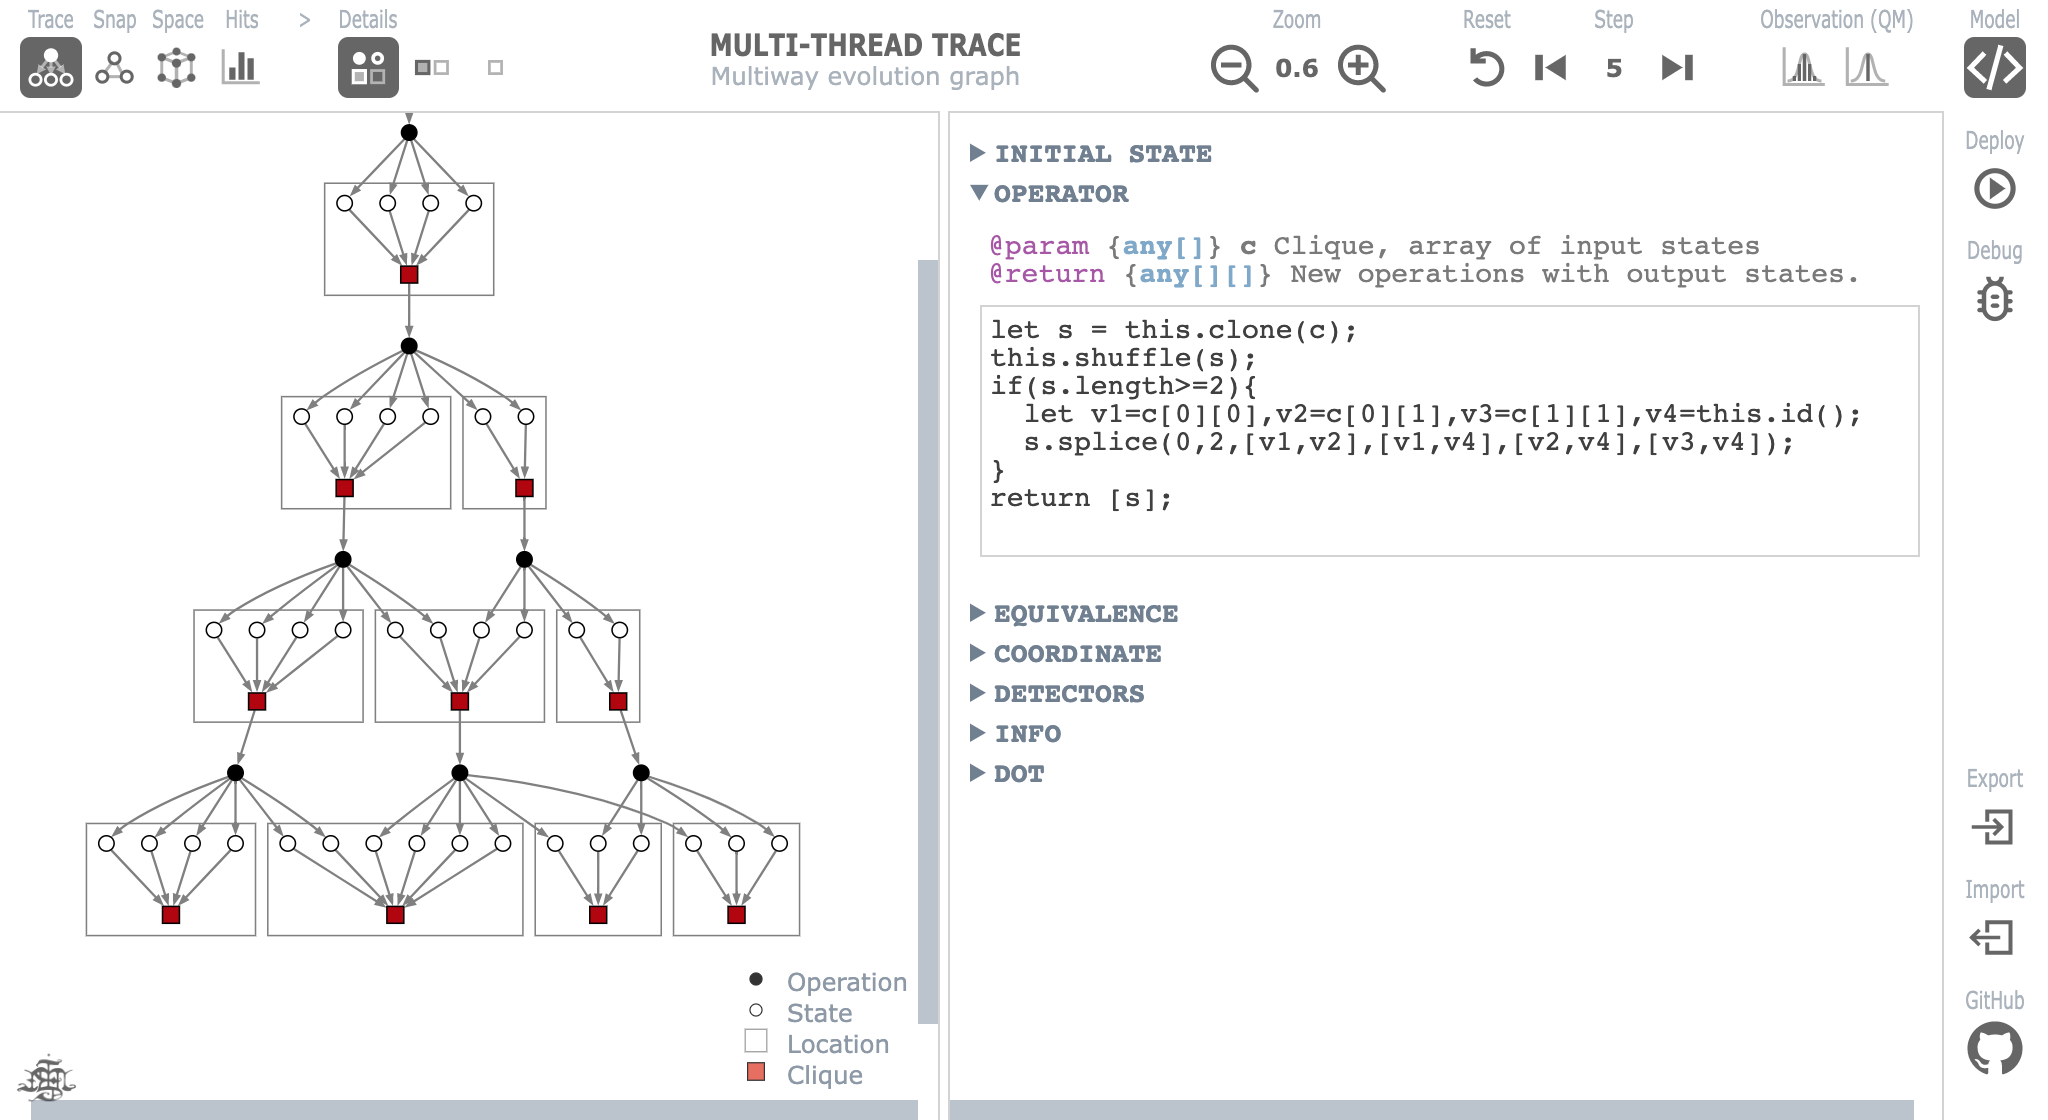 Trace Snap Space Hits > Details
MULTI-THREAD TRACE
Multiway evolution graph
Zoom Reset Step Observation (QM) Model
0.6 5
Deploy
Debug
Export
Import
GitHub
Operation
State
Location
Clique
▶ INITIAL STATE
▼ OPERATOR
@param {any[]} c Clique, array of input states
@return {any[][]} New operations with output states.
let s = this.clone(c);
this.shuffle(s);
if(s.length>=2){
  let v1=c[0][0],v2=c[0][1],v3=c[1][1],v4=this.id();
  s.splice(0,2,[v1,v2],[v1,v4],[v2,v4],[v3,v4]);
}
return [s];
▶ EQUIVALENCE
▶ COORDINATE
▶ DETECTORS
▶ INFO
▶ DOT